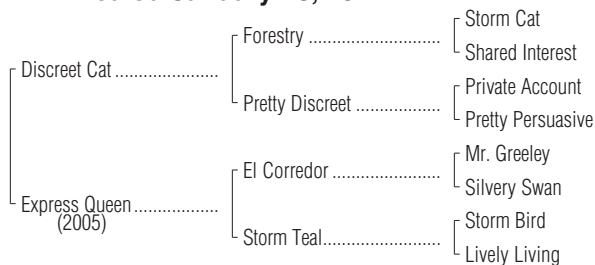 Forestry ................................. Storm Cat
Shared Interest
Discreet Cat .....................
Pretty Discreet ..................... Private Account
Pretty Persuasive
El Corredor ........................... Mr. Greeley
Silvery Swan
Express Queen .................
(2005)
Storm Teal............................ Storm Bird
Lively Living